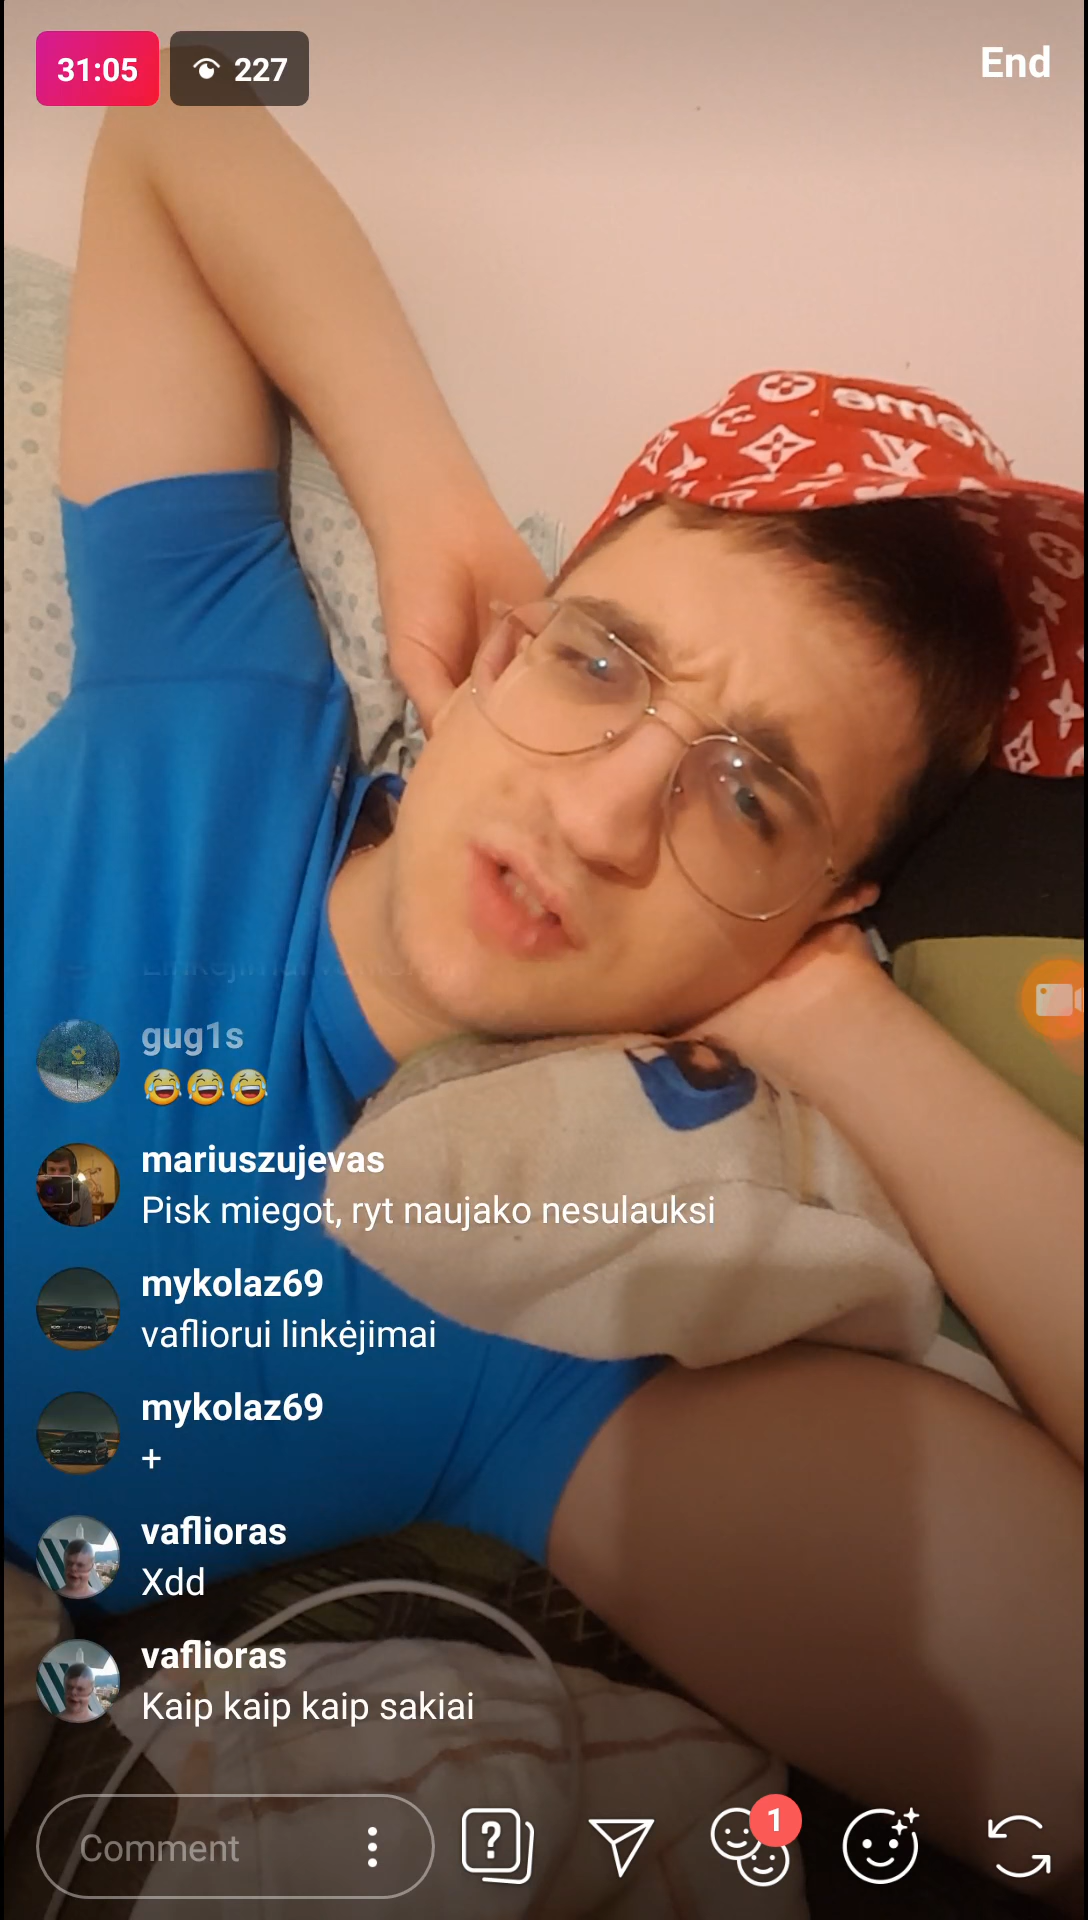 31:05
227
End
gug1s
😂😂😂
mariuszujevas
Pisk miegot, ryt naujako nesulauksi
mykolaz69
vafliorui linkėjimai
mykolaz69
+
vaflioras
Xdd
vaflioras
Kaip kaip kaip sakiai
Comment
1